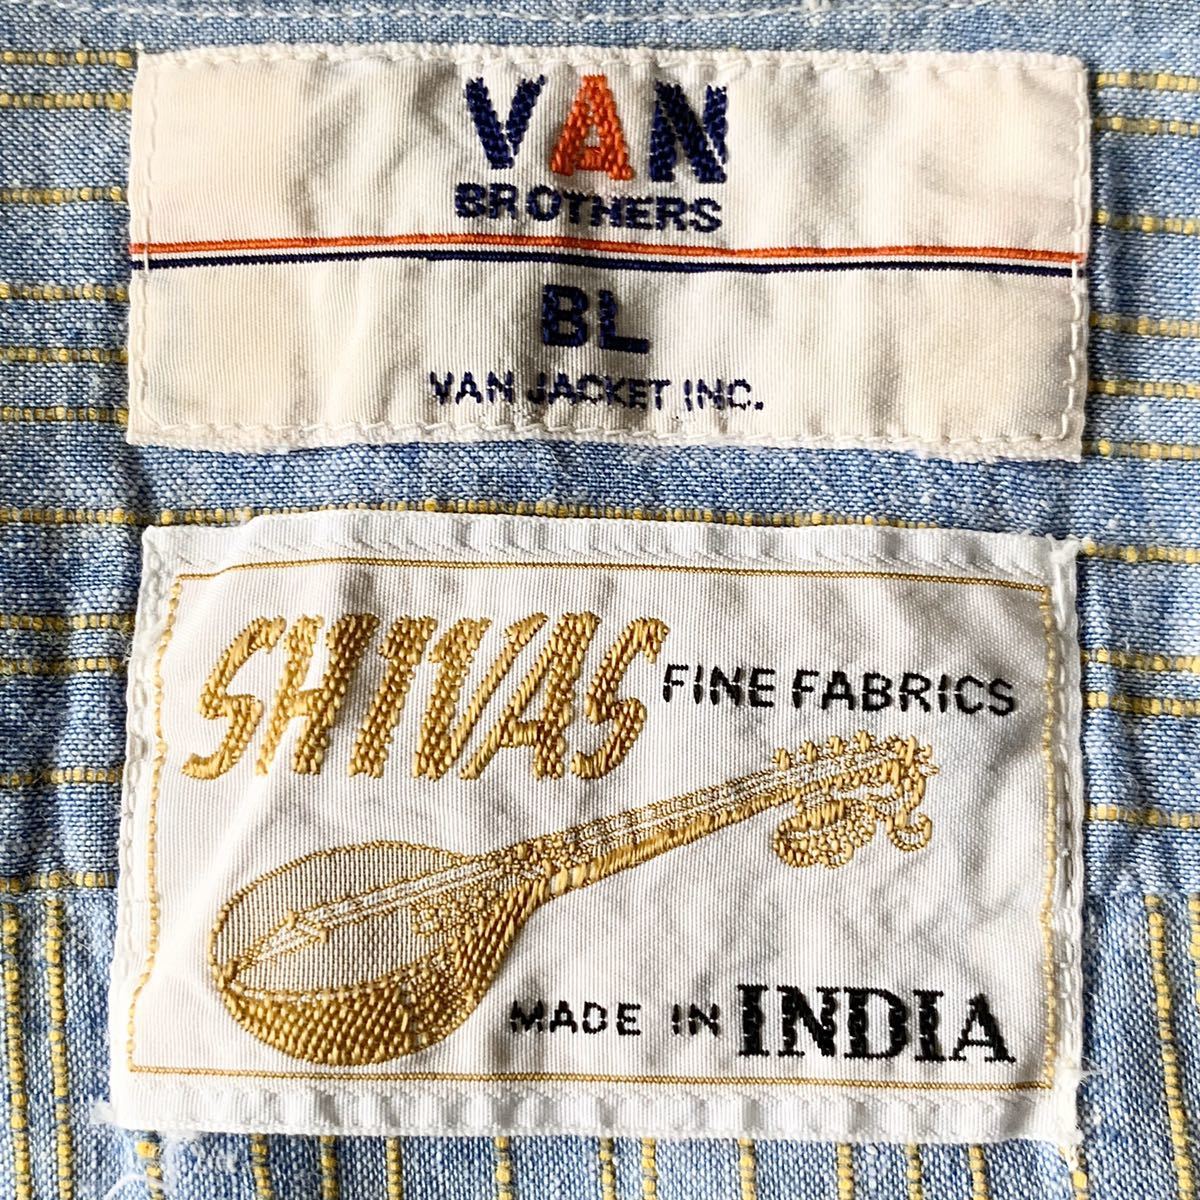 VAN
BROTHERS
BL
VAN JACKET INC.
SHIVAS FINE FABRICS
MADE IN INDIA